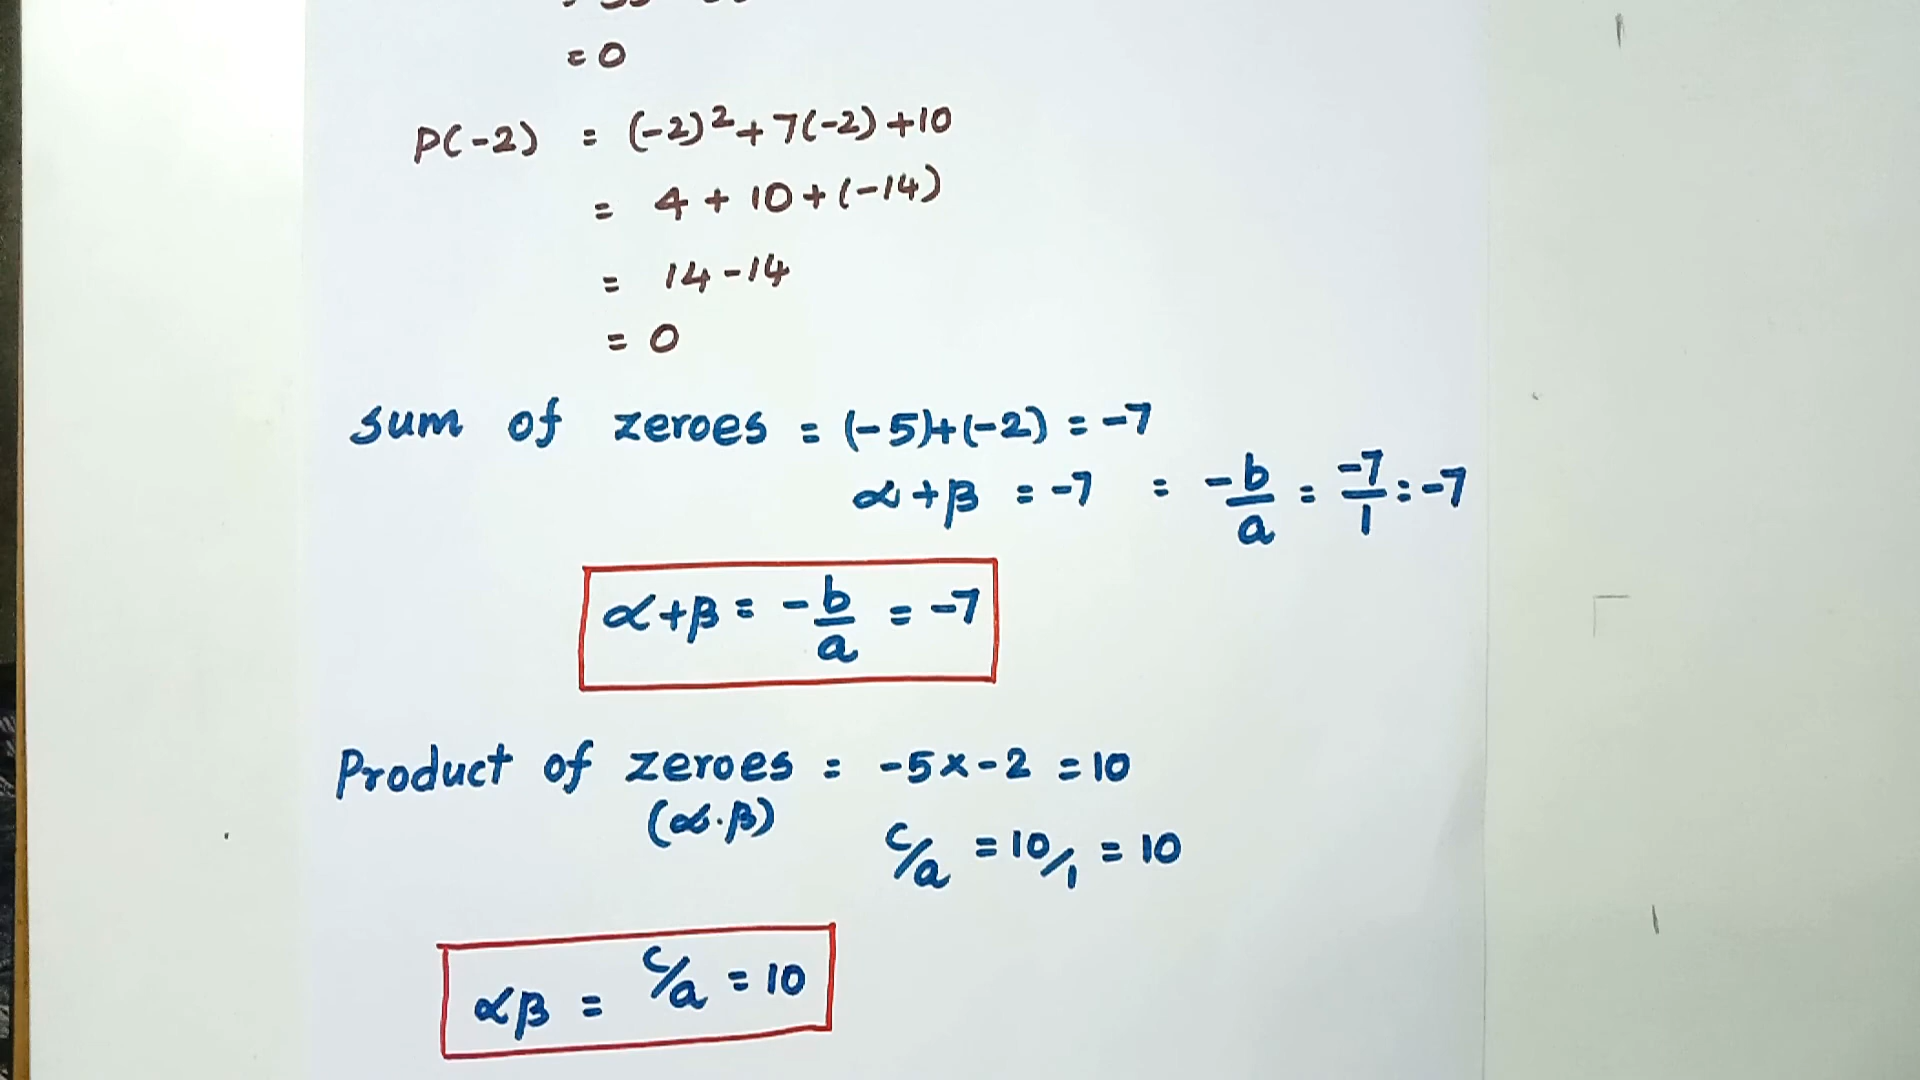 = 0
P(-2) = (-2)²+7(-2)+10
= 4 + 10 + (-14)
= 14-14
= 0
sum of zeroes = (-5)+(-2) = -7
α+β = -7 = -b/a = -7/1 = -7
α+β = -b/a = -7
Product of zeroes = -5x-2 = 10
(α.β)
c/a = 10/1 = 10
αβ = c/a = 10